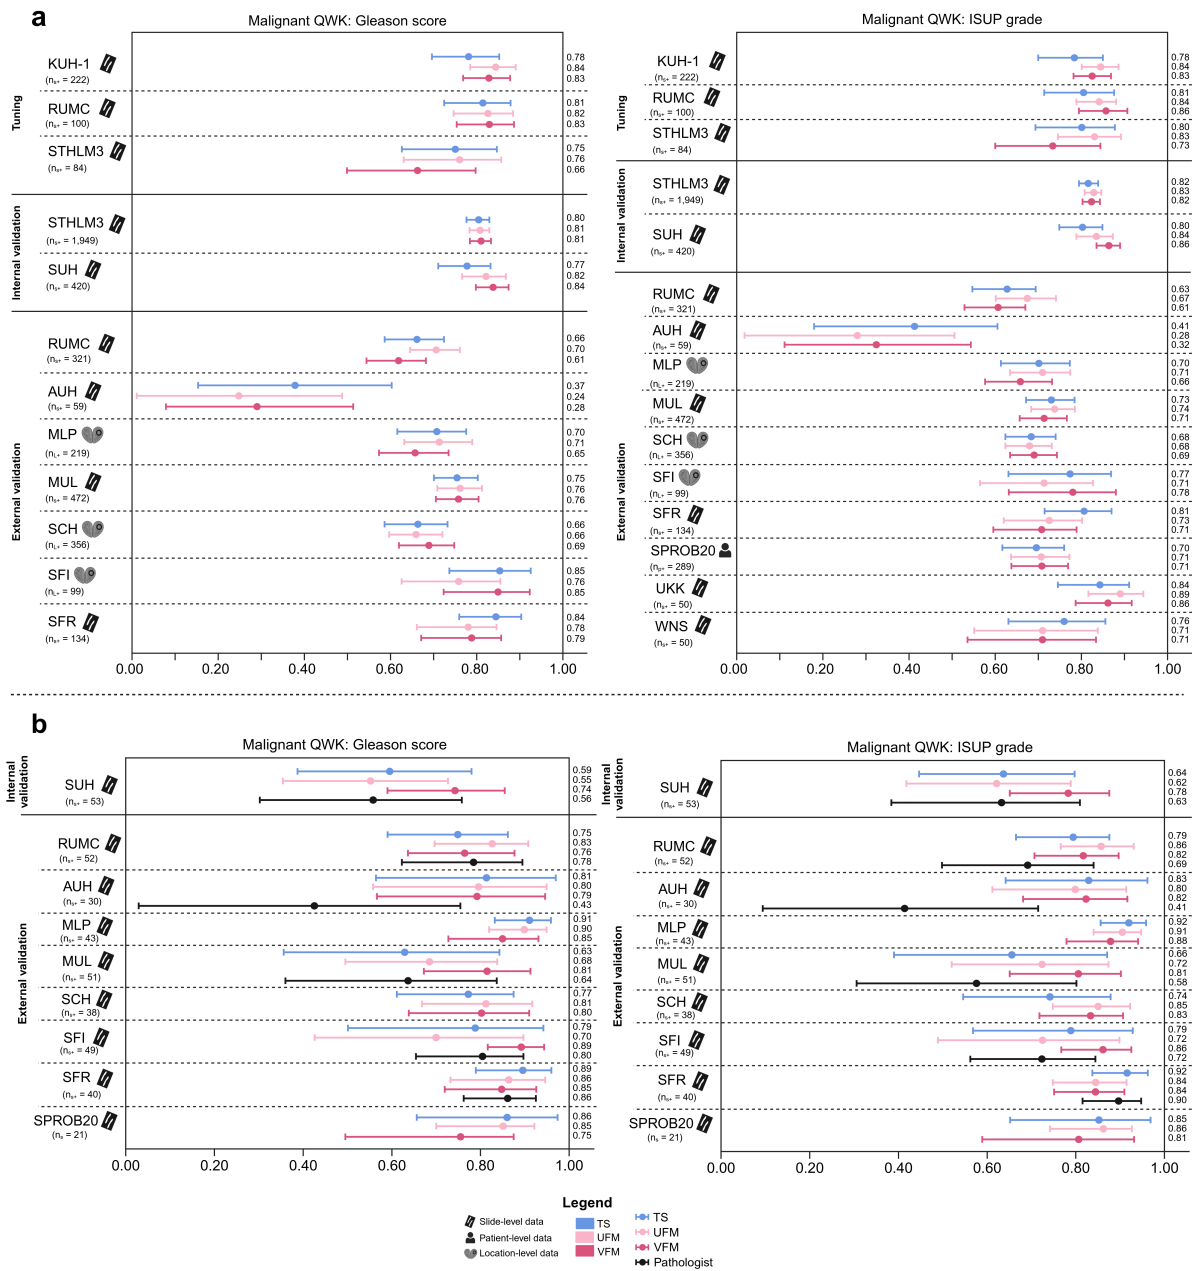 a
Malignant QWK: Gleason score
Tuning
KUH-1
(nₛ₊ = 222)
0.78
0.84
0.83
RUMC
(nₛ₊ = 100)
0.81
0.82
0.83
STHLM3
(nₛ₊ = 84)
0.75
0.76
0.66
Internal validation
STHLM3
(nₛ₊ = 1,949)
0.80
0.81
0.81
SUH
(nₛ₊ = 420)
0.77
0.82
0.84
External validation
RUMC
(nₛ₊ = 321)
0.66
0.70
0.61
AUH
(nₛ₊ = 59)
0.37
0.24
0.28
MLP
(n_L₊ = 219)
0.70
0.71
0.65
MUL
(nₛ₊ = 472)
0.75
0.76
0.76
SCH
(n_L₊ = 356)
0.66
0.66
0.69
SFI
(n_L₊ = 99)
0.85
0.76
0.85
SFR
(nₛ₊ = 134)
0.84
0.78
0.79
0.00 0.20 0.40 0.60 0.80 1.00
Malignant QWK: ISUP grade
Tuning
KUH-1
(nₛ₊ = 222)
0.78
0.84
0.83
RUMC
(nₛ₊ = 100)
0.81
0.84
0.86
STHLM3
(nₛ₊ = 84)
0.80
0.83
0.73
Internal validation
STHLM3
(nₛ₊ = 1,949)
0.82
0.83
0.82
SUH
(nₛ₊ = 420)
0.80
0.84
0.86
External validation
RUMC
(nₛ₊ = 321)
0.63
0.67
0.61
AUH
(nₛ₊ = 59)
0.41
0.28
0.32
MLP
(n_L₊ = 219)
0.70
0.71
0.66
MUL
(nₛ₊ = 472)
0.73
0.74
0.71
SCH
(n_L₊ = 356)
0.68
0.68
0.69
SFI
(n_L₊ = 99)
0.77
0.71
0.78
SFR
(nₛ₊ = 134)
0.81
0.73
0.71
SPROB20
(nₚ₊ = 289)
0.70
0.71
0.71
UKK
(nₛ₊ = 50)
0.84
0.89
0.86
WNS
(nₛ₊ = 50)
0.76
0.71
0.71
0.00 0.20 0.40 0.60 0.80 1.00
b
Malignant QWK: Gleason score
Internal validation
SUH
(nₛ₊ = 53)
0.59
0.55
0.74
0.56
External validation
RUMC
(nₛ₊ = 52)
0.75
0.83
0.76
0.78
AUH
(nₛ₊ = 30)
0.81
0.80
0.79
0.43
MLP
(nₛ₊ = 43)
0.91
0.90
0.85
MUL
(nₛ₊ = 51)
0.63
0.68
0.81
0.64
SCH
(nₛ₊ = 38)
0.77
0.81
0.80
SFI
(nₛ₊ = 49)
0.79
0.70
0.89
0.80
SFR
(nₛ₊ = 40)
0.89
0.86
0.85
0.86
SPROB20
(nₛ = 21)
0.86
0.85
0.75
0.00 0.20 0.40 0.60 0.80 1.00
Malignant QWK: ISUP grade
Internal validation
SUH
(nₛ₊ = 53)
0.64
0.62
0.78
0.63
External validation
RUMC
(nₛ₊ = 52)
0.79
0.86
0.82
0.69
AUH
(nₛ₊ = 30)
0.83
0.80
0.82
0.41
MLP
(nₛ₊ = 43)
0.92
0.91
0.88
MUL
(nₛ₊ = 51)
0.66
0.72
0.81
0.58
SCH
(nₛ₊ = 38)
0.74
0.85
0.83
SFI
(nₛ₊ = 49)
0.79
0.72
0.86
0.72
SFR
(nₛ₊ = 40)
0.92
0.84
0.84
0.90
SPROB20
(nₛ = 21)
0.85
0.86
0.81
0.00 0.20 0.40 0.60 0.80 1.00
Legend
Slide-level data
Patient-level data
Location-level data
TS
UFM
VFM
TS
UFM
VFM
Pathologist